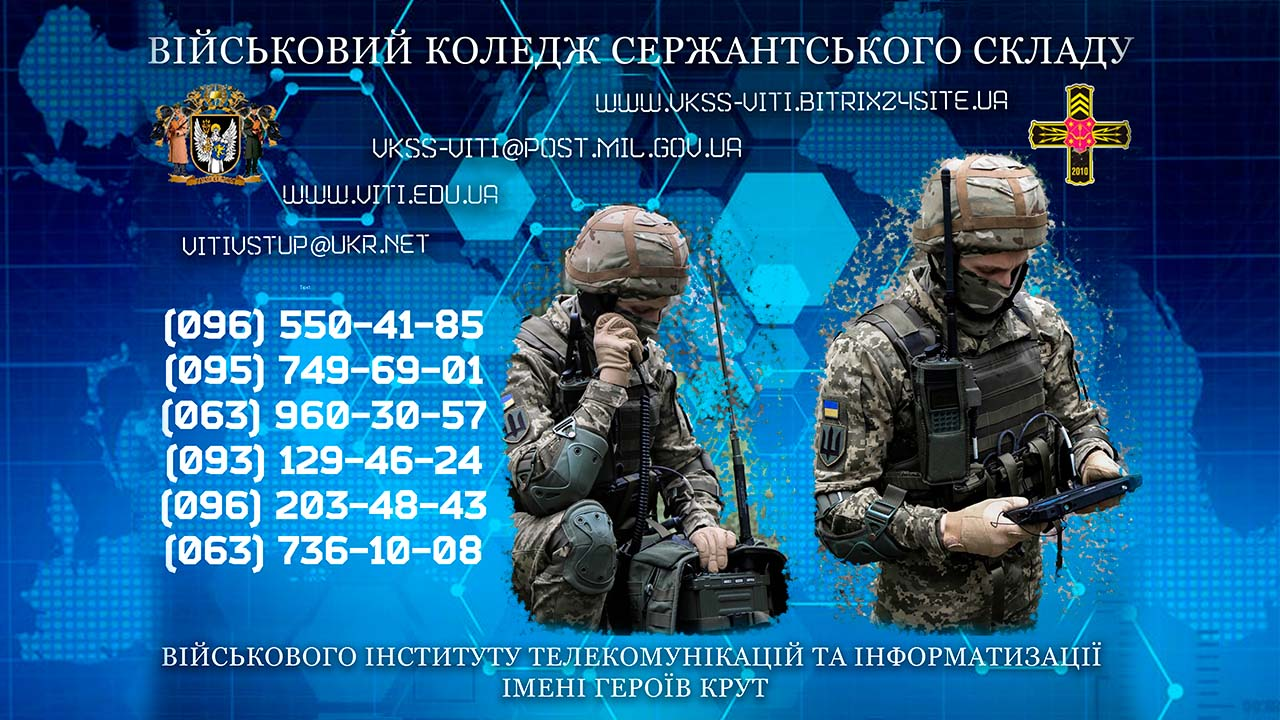 ВІЙСЬКОВИЙ КОЛЕДЖ СЕРЖАНТСЬКОГО СКЛАДУ
WWW.VKSS-VITI.BITRIX24SITE.UA
VKSS-VITI@POST.MIL.GOV.UA
WWW.VITI.EDU.UA
VITIVSTUP@UKR.NET
Text
(096) 550-41-85
(095) 749-69-01
(063) 960-30-57
(093) 129-46-24
(096) 203-48-43
(063) 736-10-08
2010
ВІЙСЬКОВОГО ІНСТИТУТУ ТЕЛЕКОМУНІКАЦІЙ ТА ІНФОРМАТИЗАЦІЇ
ІМЕНІ ГЕРОЇВ КРУТ